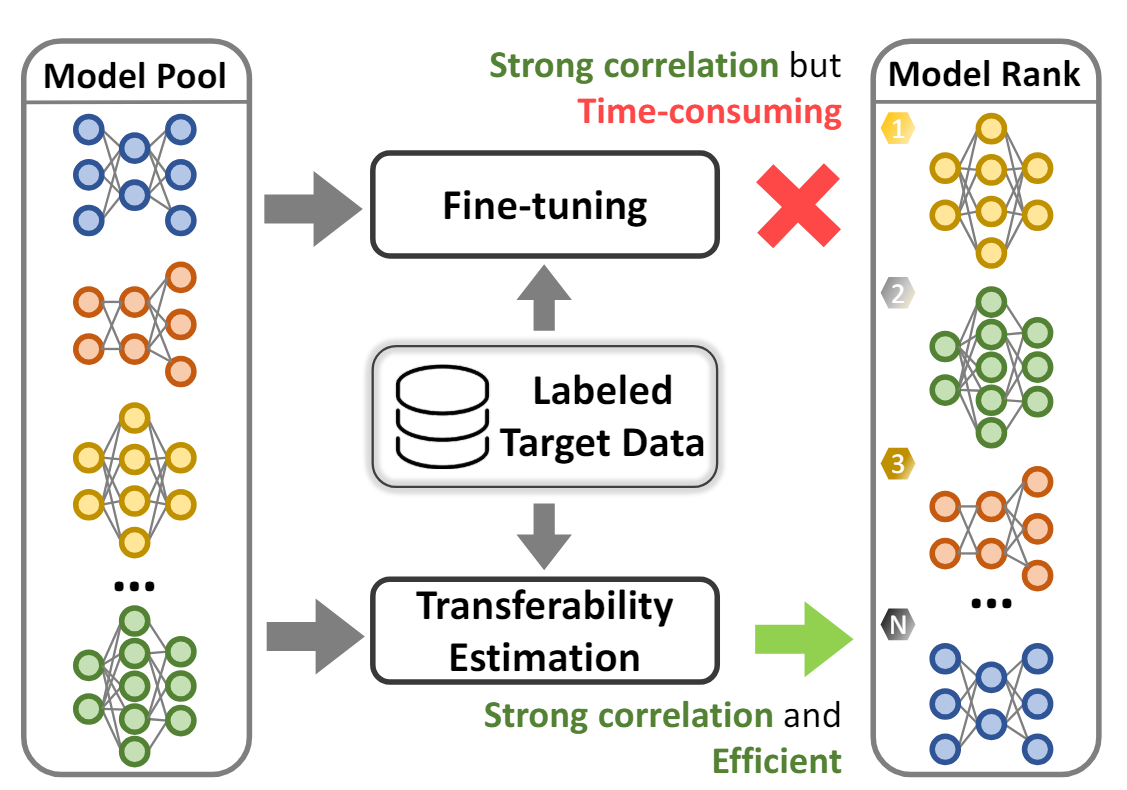 Model Pool
Strong correlation but
Time-consuming
Model Rank
1
Fine-tuning
2
Labeled
Target Data
3
...
Transferability
Estimation
...
N
Strong correlation and
Efficient